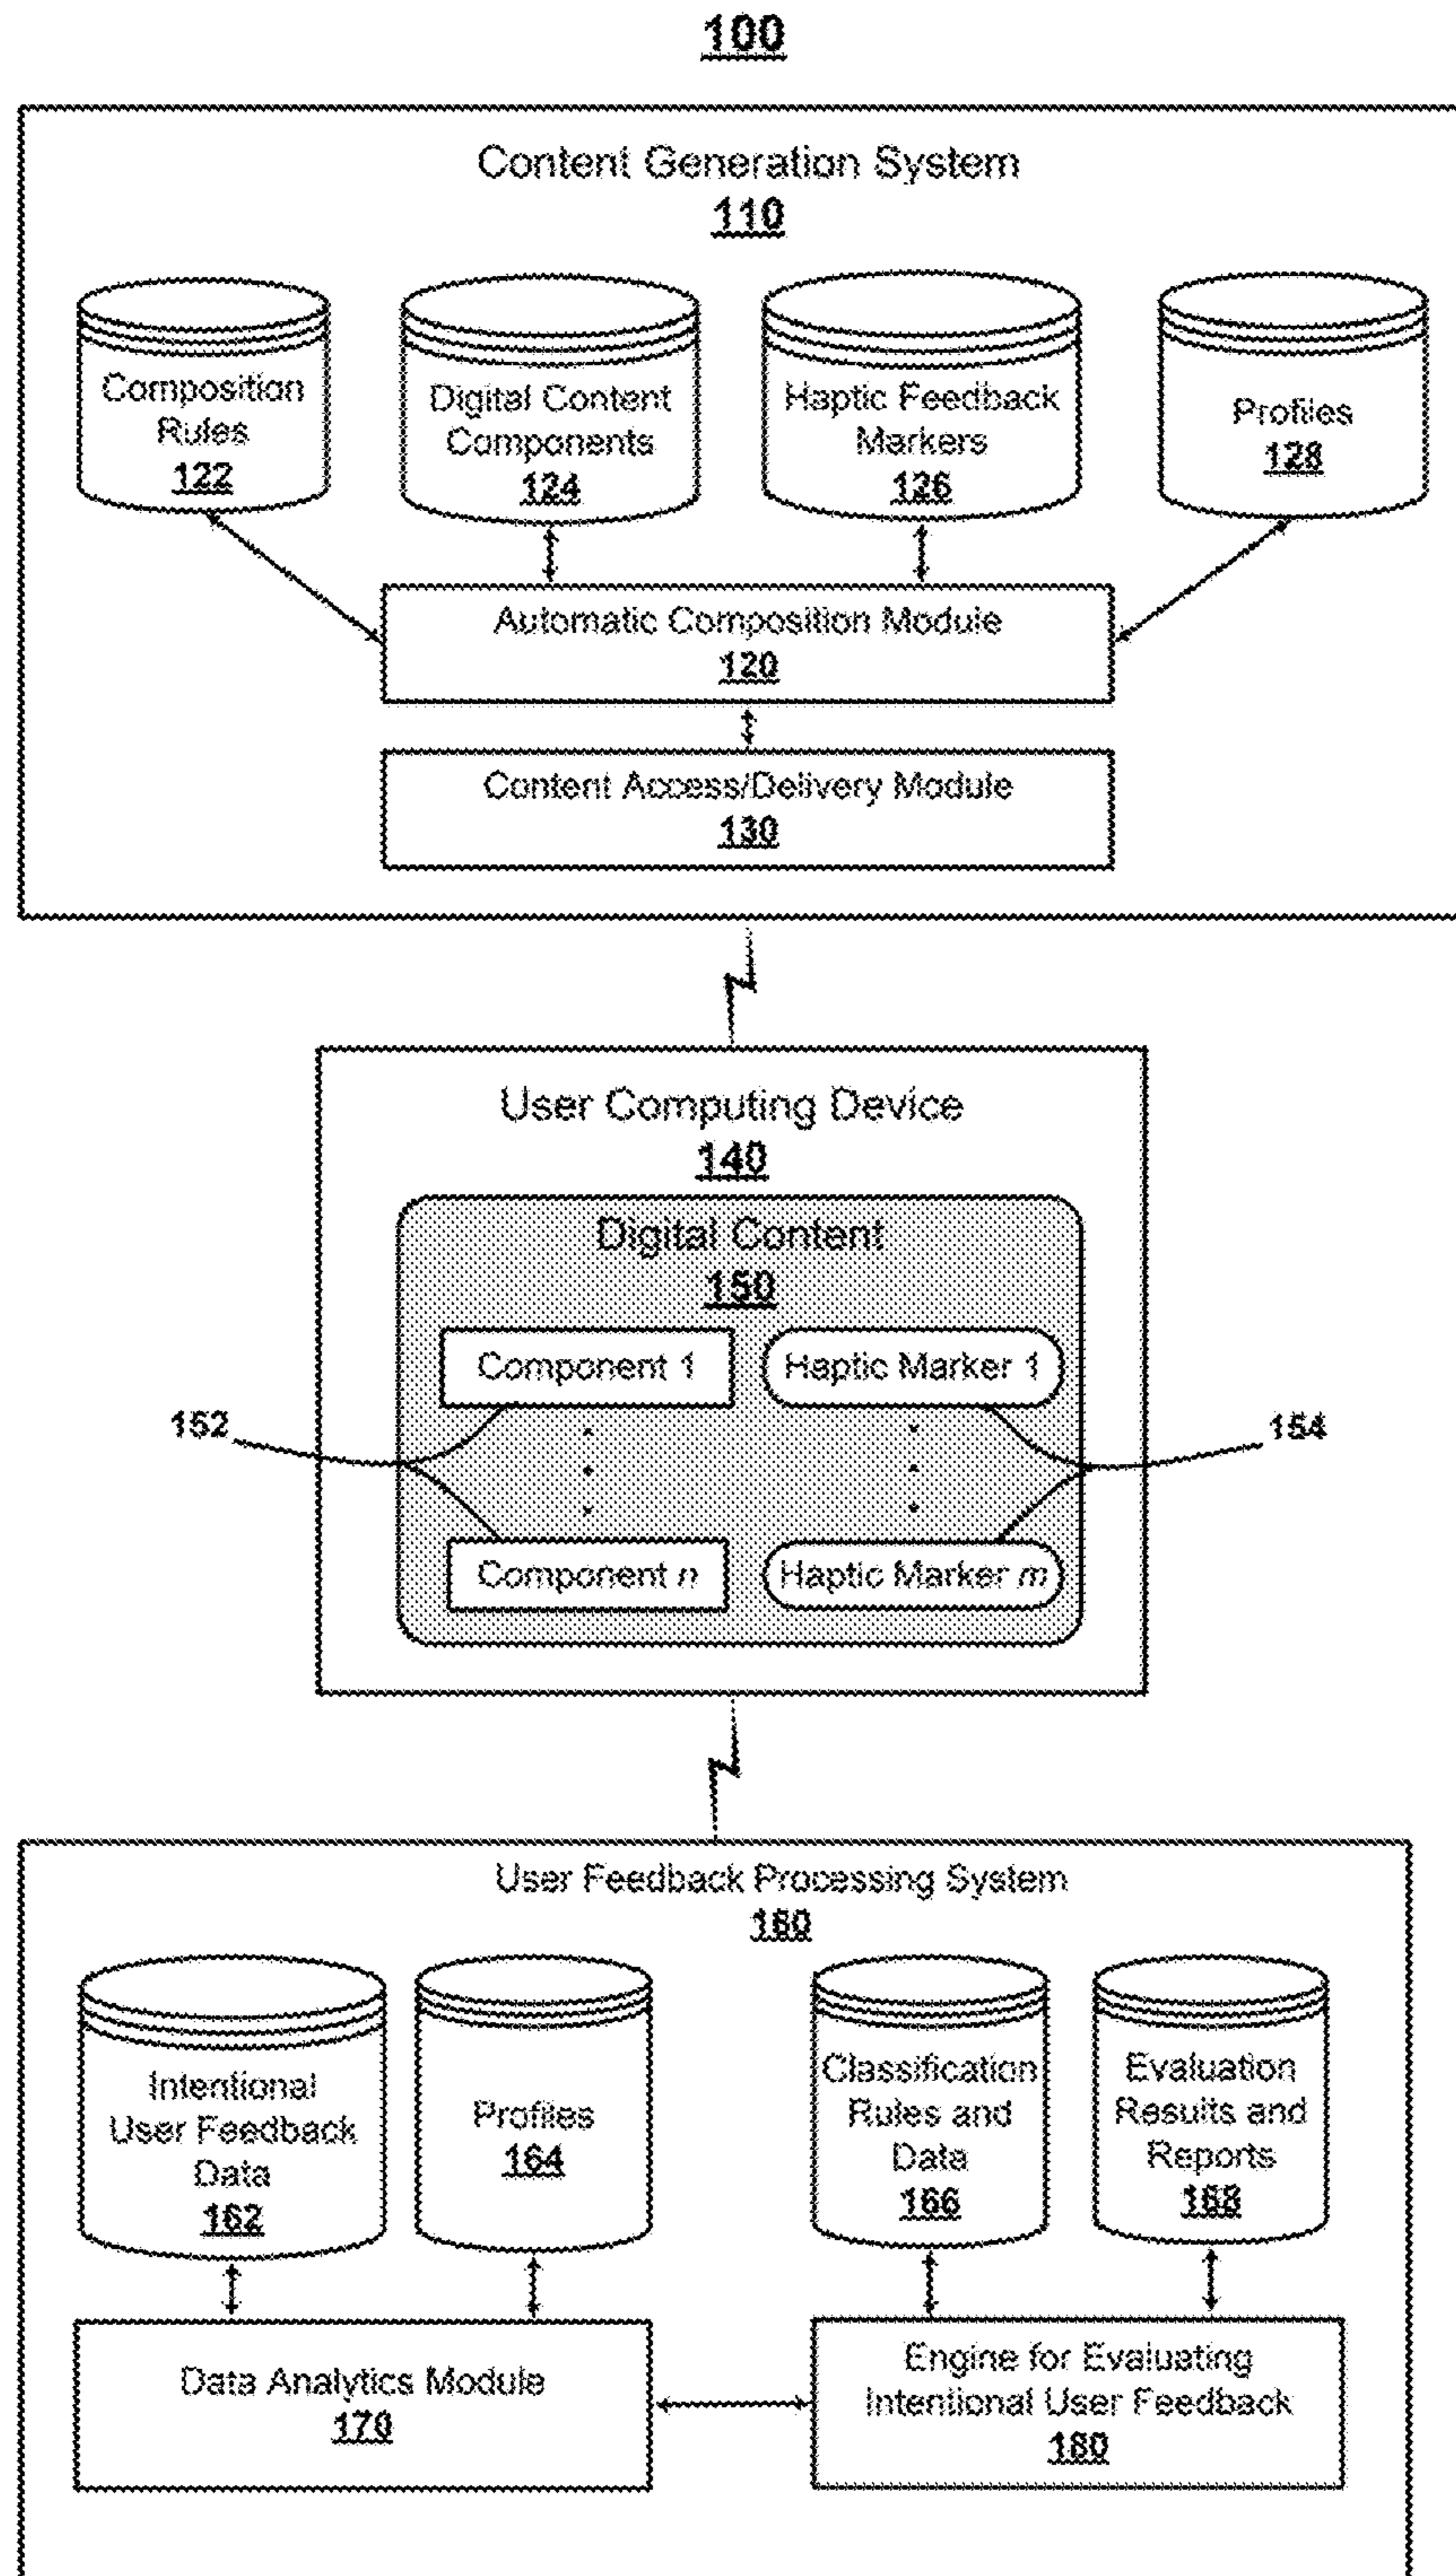 100
Content Generation System
110
Composition
Rules
122
Digital Content
Components
124
Haptic Feedback
Markers
126
Profiles
128
Automatic Composition Module
120
Content Access/Delivery Module
130
User Computing Device
140
Digital Content
150
Component 1
Haptic Marker 1
152
154
Component n
Haptic Marker m
User Feedback Processing System
160
Intentional
User Feedback
Data
162
Profiles
164
Classification
Rules and
Data
166
Evaluation
Results and
Reports
168
Data Analytics Module
170
Engine for Evaluating
Intentional User Feedback
180